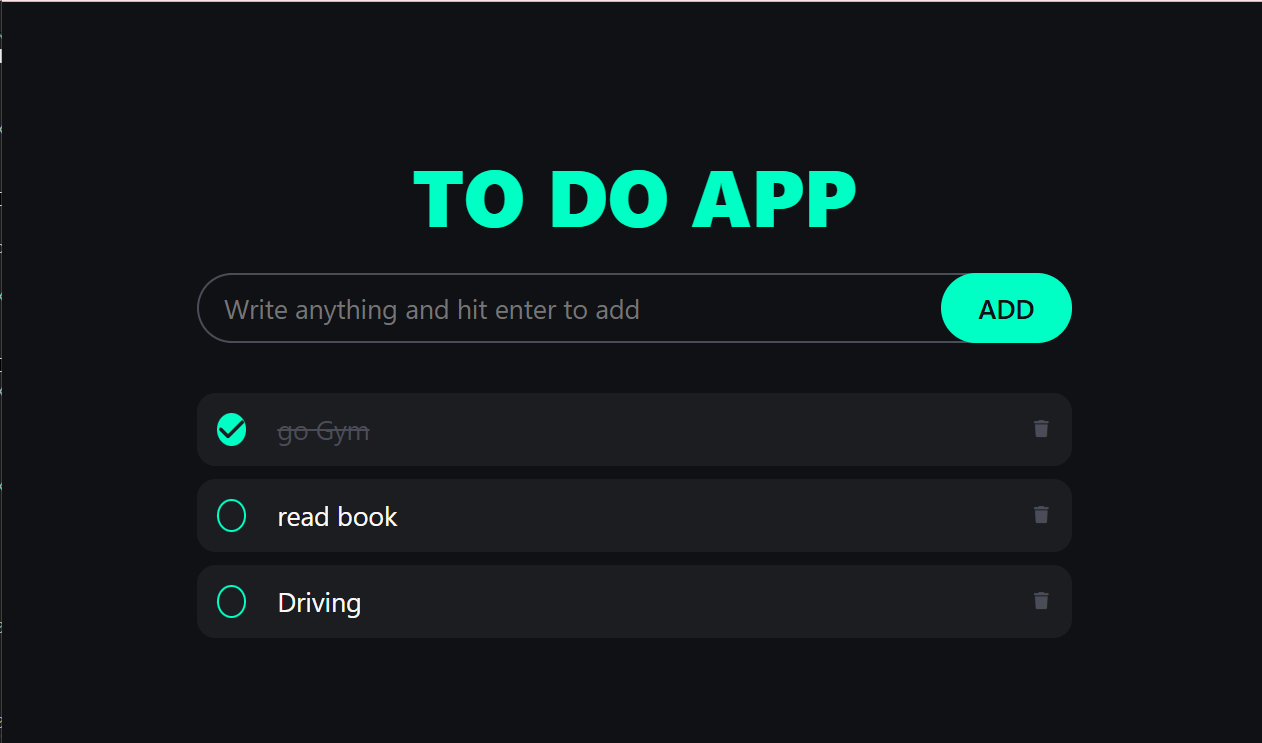 TO DO APP
Write anything and hit enter to add
ADD
go Gym
read book
Driving